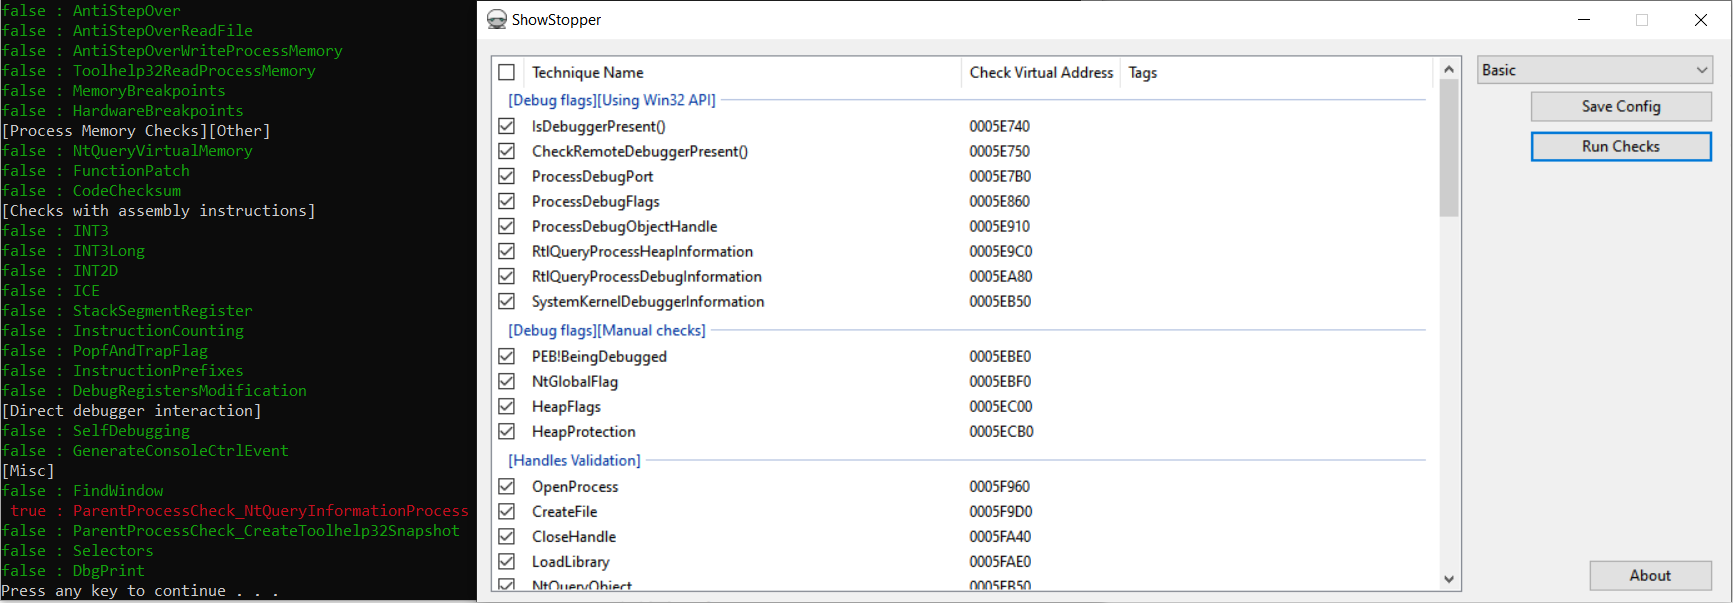 false : AntiStepOver
false : AntiStepOverReadFile
false : AntiStepOverWriteProcessMemory
false : Toolhelp32ReadProcessMemory
false : MemoryBreakpoints
false : HardwareBreakpoints
[Process Memory Checks][Other]
false : NtQueryVirtualMemory
false : FunctionPatch
false : CodeChecksum
[Checks with assembly instructions]
false : INT3
false : INT3Long
false : INT2D
false : ICE
false : StackSegmentRegister
false : InstructionCounting
false : PopfAndTrapFlag
false : InstructionPrefixes
false : DebugRegistersModification
[Direct debugger interaction]
false : SelfDebugging
false : GenerateConsoleCtrlEvent
[Misc]
false : FindWindow
true : ParentProcessCheck_NtQueryInformationProcess
false : ParentProcessCheck_CreateToolhelp32Snapshot
false : Selectors
false : DbgPrint
Press any key to continue . . .
ShowStopper
Technique Name Check Virtual Address Tags
[Debug flags][Using Win32 API]
IsDebuggerPresent() 0005E740
CheckRemoteDebuggerPresent() 0005E750
ProcessDebugPort 0005E7B0
ProcessDebugFlags 0005E860
ProcessDebugObjectHandle 0005E910
RtlQueryProcessHeapInformation 0005E9C0
RtlQueryProcessDebugInformation 0005EA80
SystemKernelDebuggerInformation 0005EB50
[Debug flags][Manual checks]
PEB!BeingDebugged 0005EBE0
NtGlobalFlag 0005EBF0
HeapFlags 0005EC00
HeapProtection 0005ECB0
[Handles Validation]
OpenProcess 0005F960
CreateFile 0005F9D0
CloseHandle 0005FA40
LoadLibrary 0005FAE0
NtQueryObject 0005FB50
Basic
Save Config
Run Checks
About